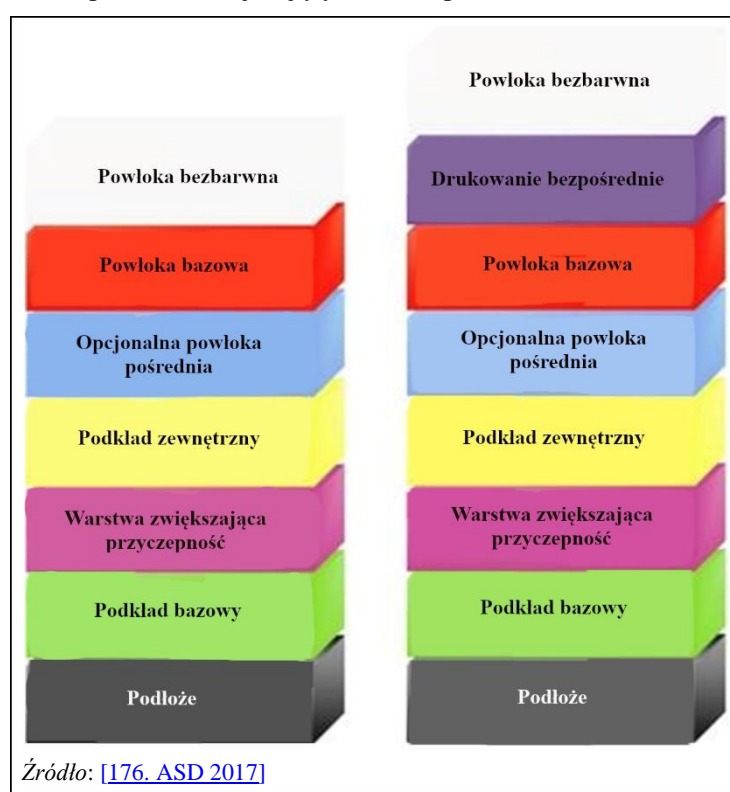 Powłoka bezbarwna
Powłoka bazowa
Opcjonalna powłoka
pośrednia
Podkład zewnętrzny
Warstwa zwiększająca
przyczepność
Podkład bazowy
Podłoże
Powłoka bezbarwna
Drukowanie bezpośrednie
Powłoka bazowa
Opcjonalna powłoka
pośrednia
Podkład zewnętrzny
Warstwa zwiększająca
przyczepność
Podkład bazowy
Podłoże
Źródło: [176. ASD 2017]